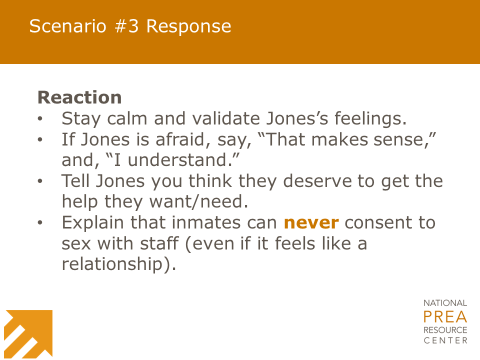 Scenario #3 Response
Reaction
• Stay calm and validate Jones’s feelings.
• If Jones is afraid, say, “That makes sense,”
and, “I understand.”
• Tell Jones you think they deserve to get the
help they want/need.
• Explain that inmates can never consent to
sex with staff (even if it feels like a
relationship).
NATIONAL
PREA
RESOURCE
CENTER